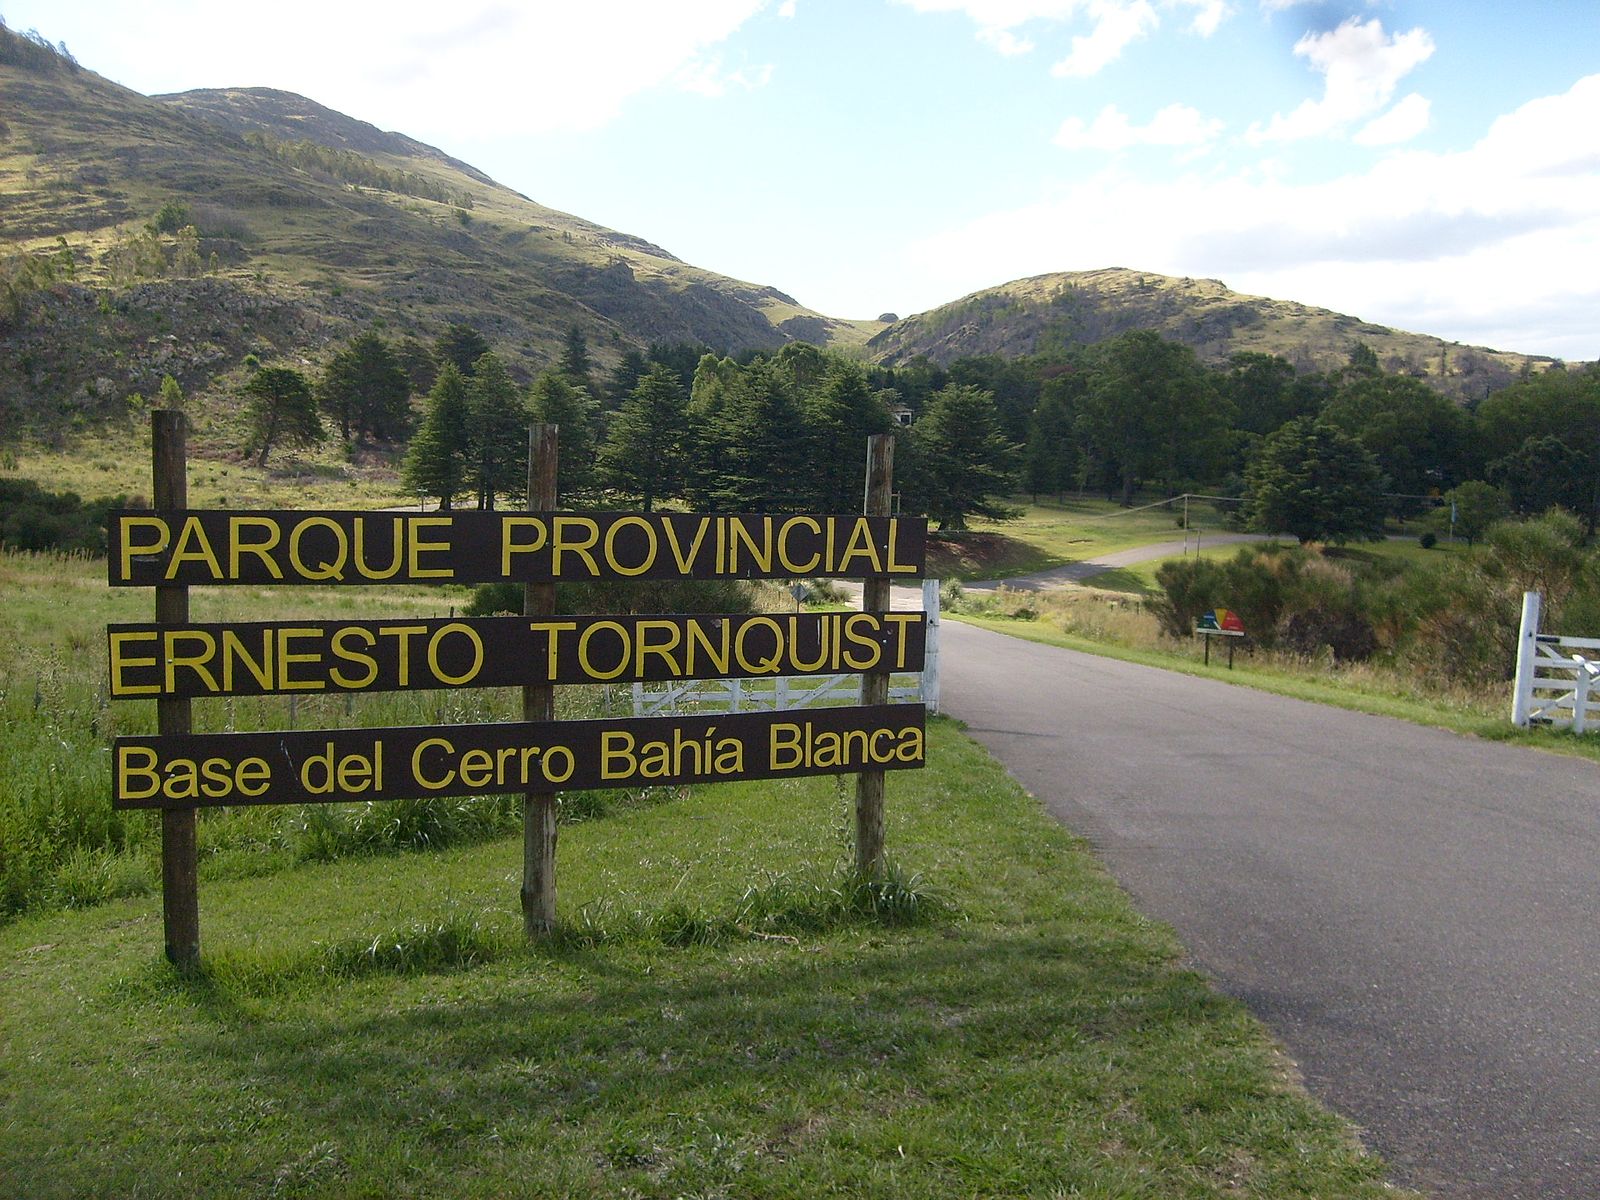 PARQUE PROVINCIAL
ERNESTO TORNQUIST
Base del Cerro Bahía Blanca